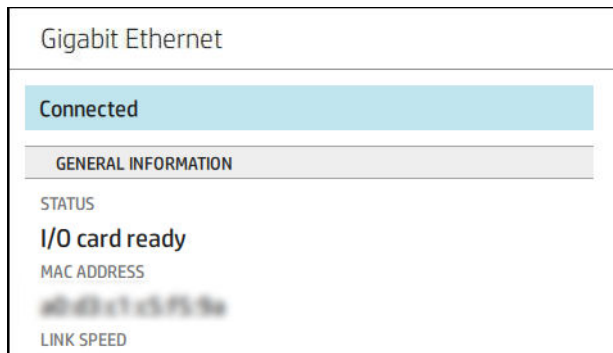 Gigabit Ethernet
Connected
GENERAL INFORMATION
STATUS
I/O card ready
MAC ADDRESS
LINK SPEED